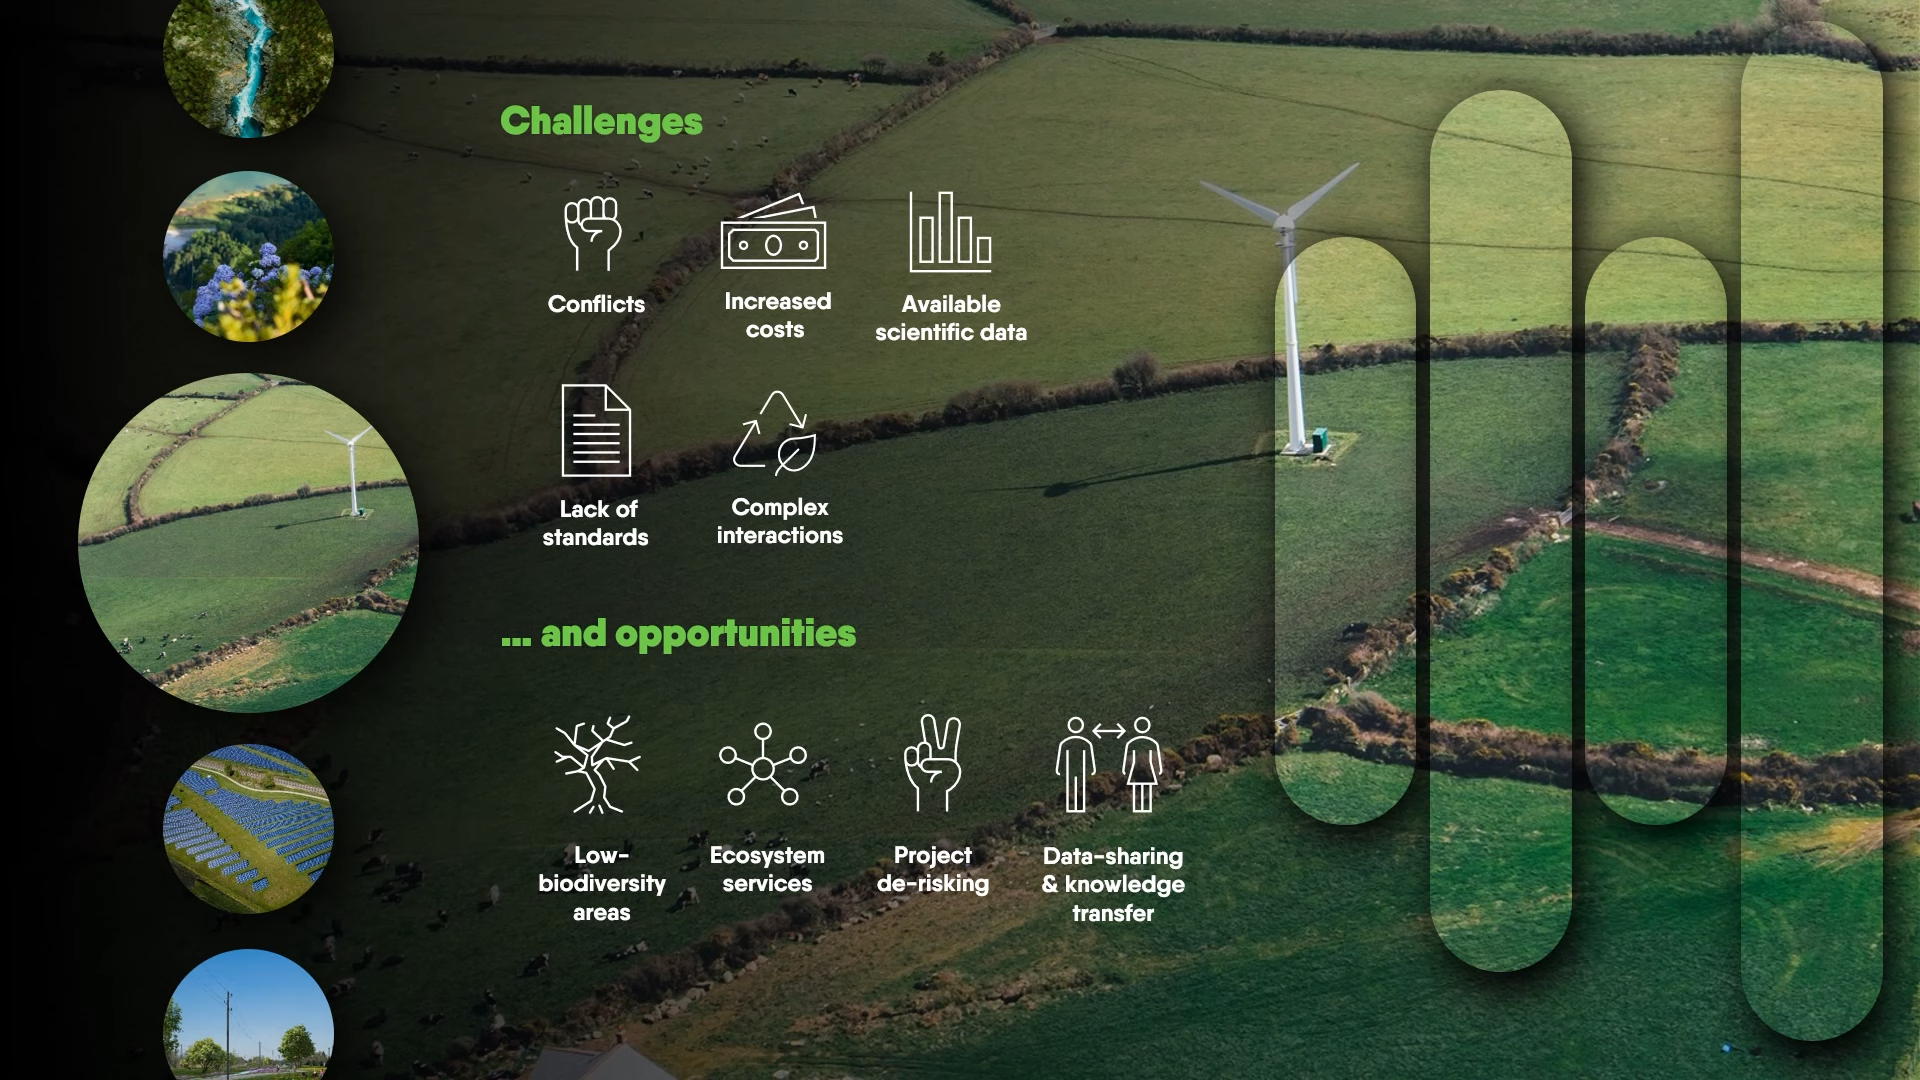 Challenges
Conflicts
Increased
costs
Available
scientific data
Lack of
standards
Complex
interactions
... and opportunities
Low-
biodiversity
areas
Ecosystem
services
Project
de-risking
Data-sharing
& knowledge
transfer